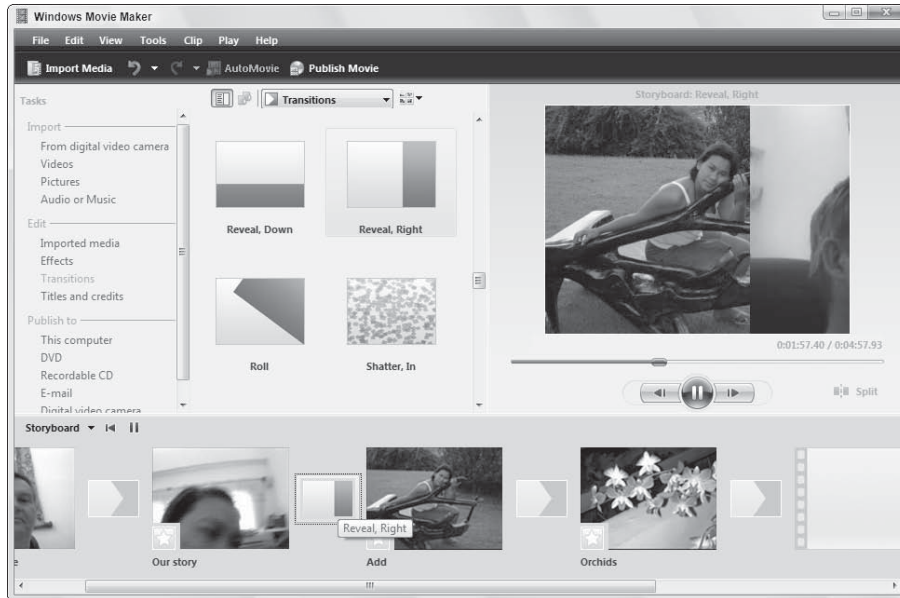 Windows Movie Maker
File Edit View Tools Clip Play Help
Import Media AutoMovie Publish Movie
Tasks
Import
From digital video camera
Videos
Pictures
Audio or Music
Edit
Imported media
Effects
Transitions
Titles and credits
Publish to
This computer
DVD
Recordable CD
E-mail
Digital video camera
Transitions
Reveal, Down
Reveal, Right
Roll
Shatter, In
Storyboard: Reveal, Right
0:01:57.40 / 0:04:57.93
Split
Storyboard
Reveal, Right
e
Our story
Add
Orchids